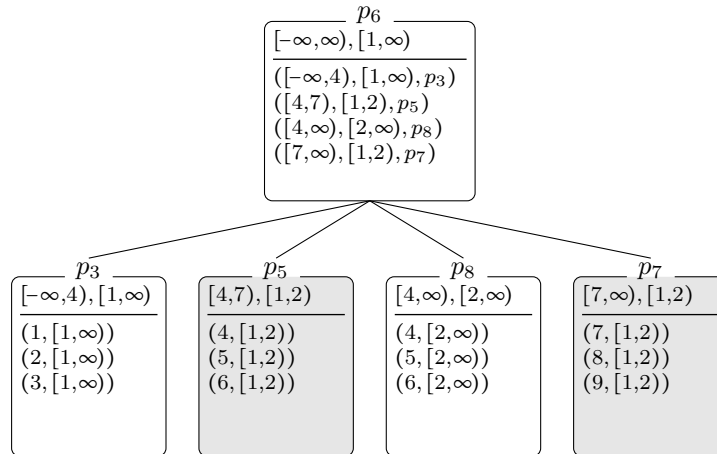 p₆
[-∞,∞),[1,∞)
([-∞,4),[1,∞),p₃)
([4,7),[1,2),p₅)
([4,∞),[2,∞),p₈)
([7,∞),[1,2),p₇)
p₃
[-∞,4),[1,∞)
(1,[1,∞))
(2,[1,∞))
(3,[1,∞))
p₅
[4,7),[1,2)
(4,[1,2))
(5,[1,2))
(6,[1,2))
p₈
[4,∞),[2,∞)
(4,[2,∞))
(5,[2,∞))
(6,[2,∞))
p₇
[7,∞),[1,2)
(7,[1,2))
(8,[1,2))
(9,[1,2))